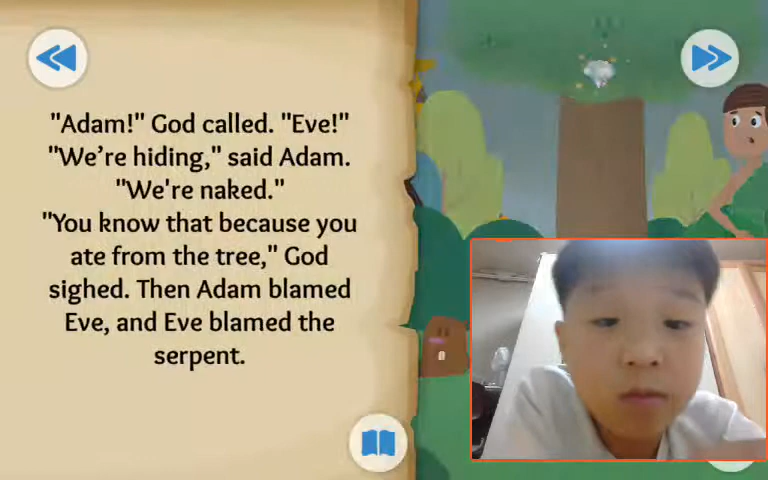 "Adam!" God called. "Eve!"
"We’re hiding," said Adam.
"We're naked."
"You know that because you
ate from the tree," God
sighed. Then Adam blamed
Eve, and Eve blamed the
serpent.